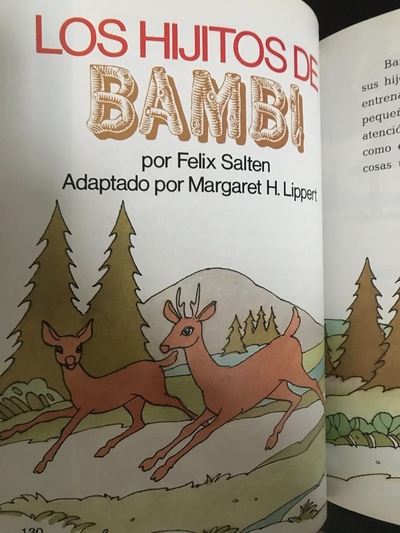 LOS HIJITOS DE
BAMBI
por Felix Salten
Adaptado por Margaret H. Lippert
130
Ba
sus hij
entrena
pequeñ
atenció
como e
cosas